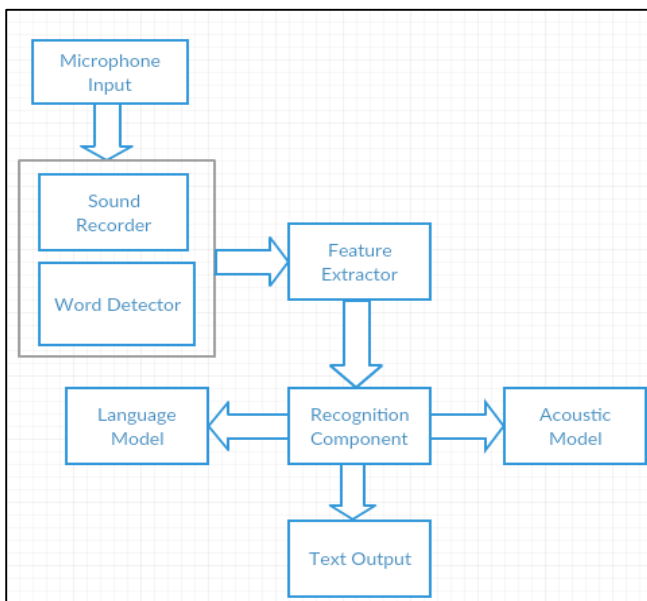 Microphone
Input
Sound
Recorder
Word Detector
Feature
Extractor
Language
Model
Recognition
Component
Acoustic
Model
Text Output